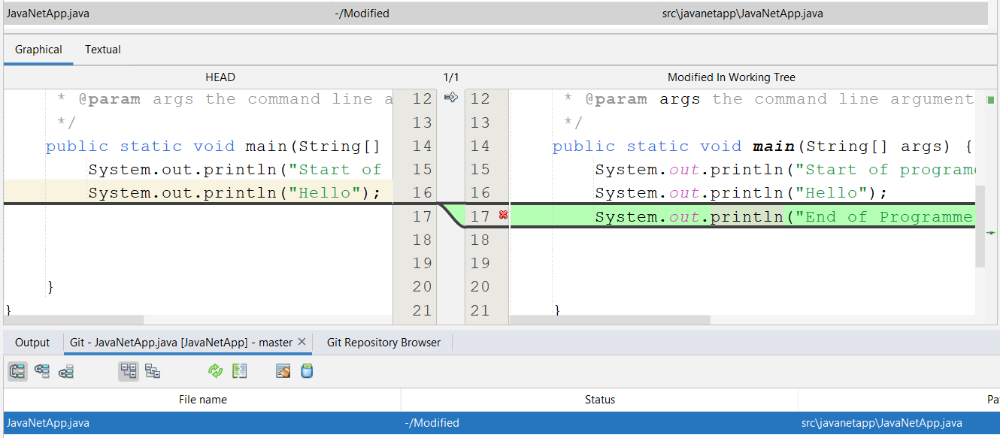 JavaNetApp.java -/Modified src\javanetapp\JavaNetApp.java
Graphical Textual
HEAD 1/1 Modified In Working Tree
* @param args the command line a 12 12 * @param args the command line argument
*/ 13 13 */
public static void main(String[] 14 14 public static void main(String[] args) {
System.out.println("Start of 15 15 System.out.println("Start of programe
System.out.println("Hello"); 16 16 System.out.println("Hello");
17 17 System.out.println("End of Programme
18 18
19 19
} 20 20
} 21 21 }
Output Git - JavaNetApp.java [JavaNetApp] - master Git Repository Browser
File name Status Pa
JavaNetApp.java -/Modified src\javanetapp\JavaNetApp.java